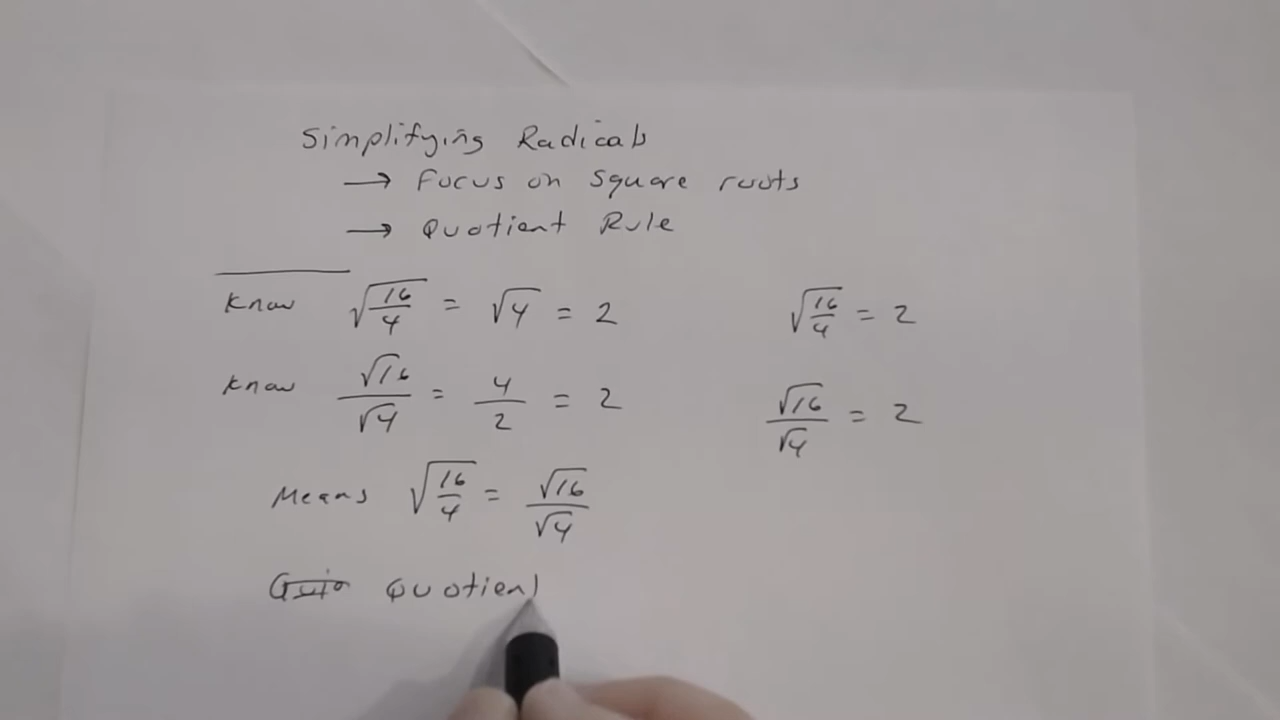 Simplifying Radicals
→ Focus on Square roots
→ Quotient Rule
Know √(16/4) = √4 = 2
√(16/4) = 2
Know √16/√4 = 4/2 = 2
√16/√4 = 2
Means √(16/4) = √16/√4
Quotient